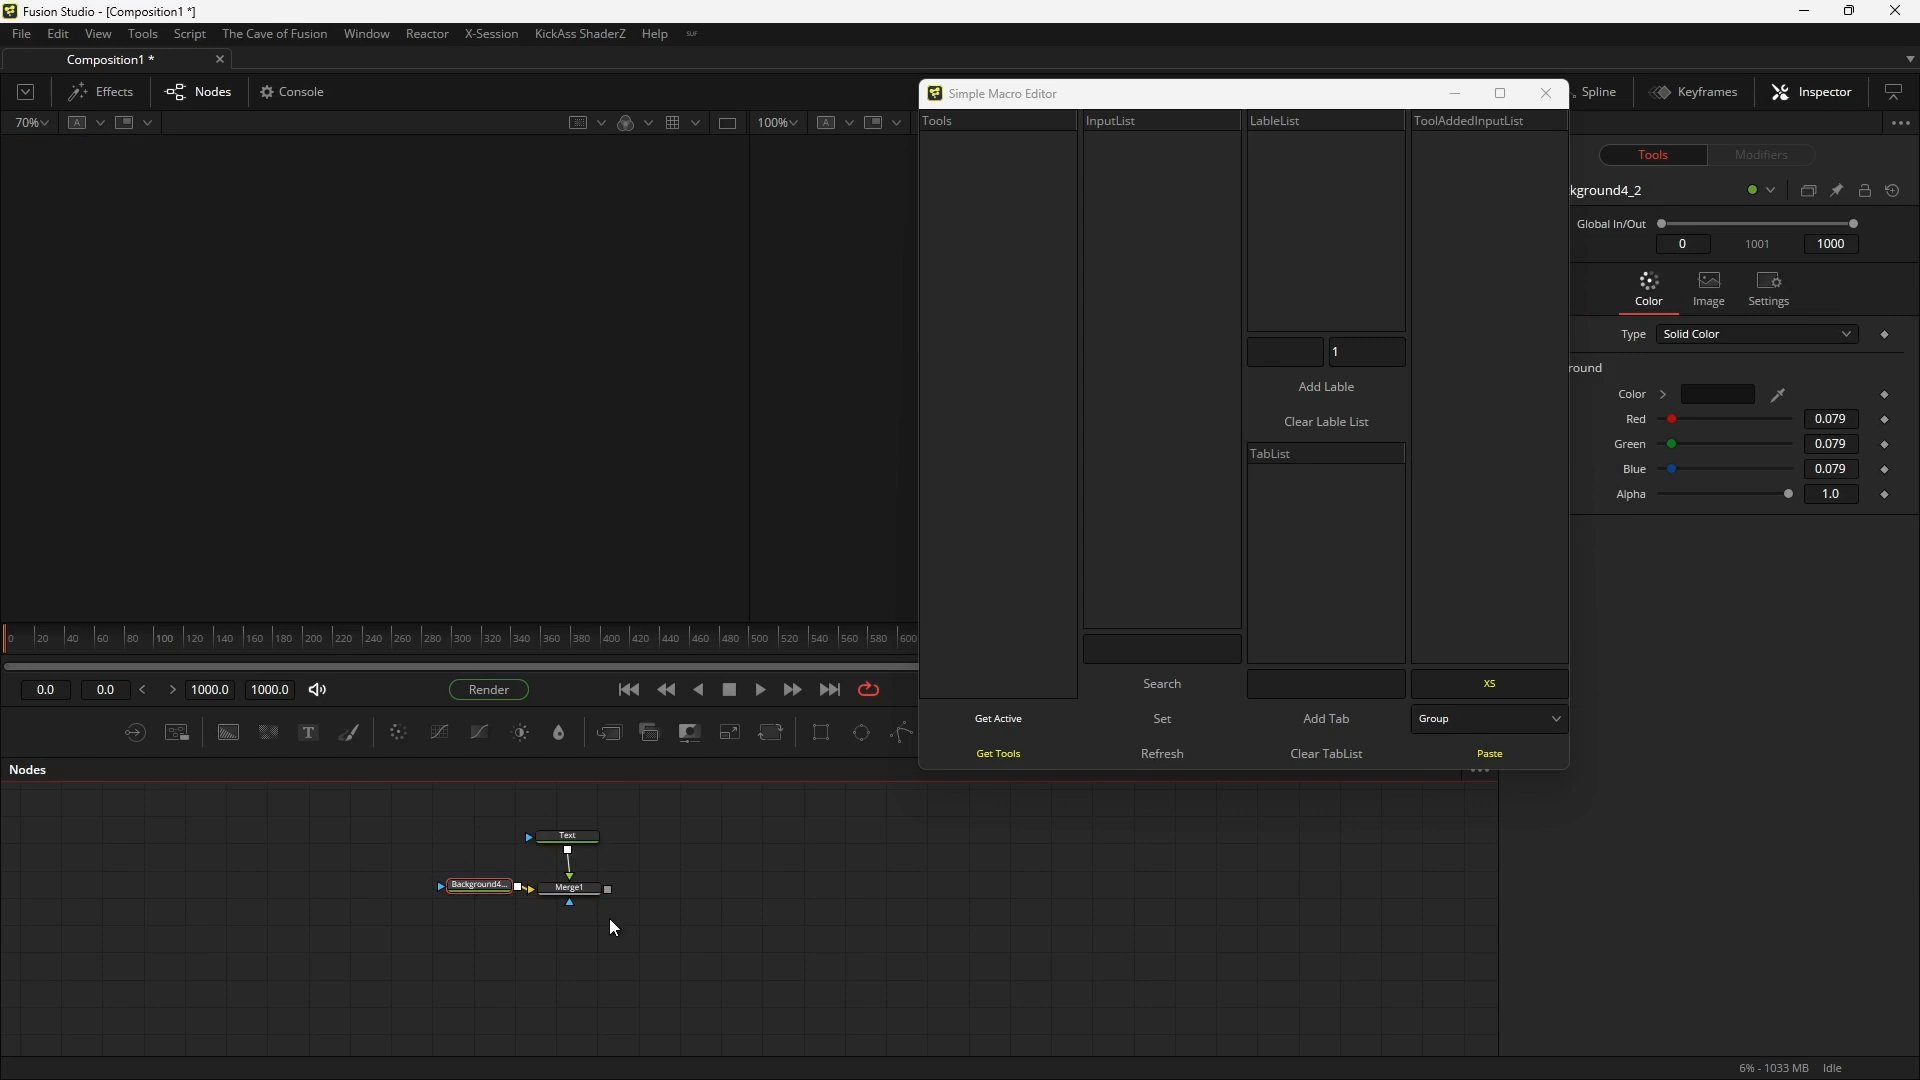 Fusion Studio - [Composition1 *]
File Edit View Tools Script The Cave of Fusion Window Reactor X-Session KickAss ShaderZ Help SUF
Composition1 *
Effects Nodes Console
Spline Keyframes Inspector
70% A 100% A
Simple Macro Editor
Tools InputList LableList ToolAddedInputList
1
Add Lable
Clear Lable List
TabList
Search XS
Get Active Set Add Tab Group
Get Tools Refresh Clear TabList Paste
Tools Modifiers
kground4_2
Global In/Out
0 1001 1000
Color Image Settings
Type Solid Color
round
Color
Red 0.079
Green 0.079
Blue 0.079
Alpha 1.0
0 20 40 60 80 100 120 140 160 180 200 220 240 260 280 300 320 340 360 380 400 420 440 460 480 500 520 540 560 580 600
0.0 0.0 1000.0 1000.0 Render
T
Nodes
Text
Background4... Merge1
6% - 1033 MB Idle